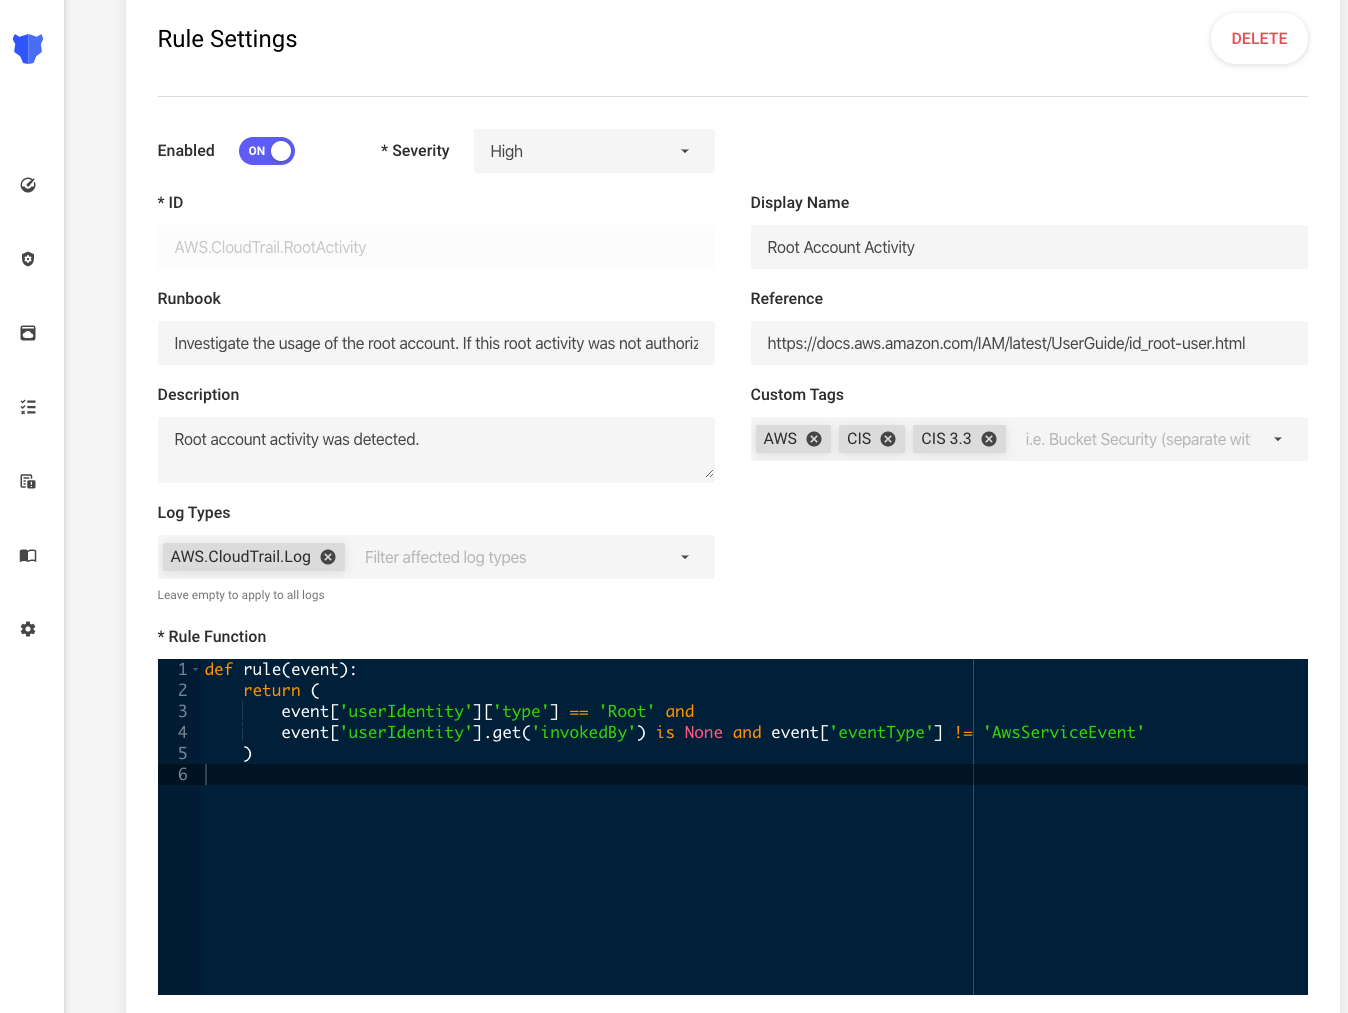 Rule Settings
DELETE
Enabled
ON
* Severity
High
* ID
Display Name
AWS.CloudTrail.RootActivity
Root Account Activity
Runbook
Reference
Investigate the usage of the root account. If this root activity was not authoriz
https://docs.aws.amazon.com/IAM/latest/UserGuide/id_root-user.html
Description
Custom Tags
Root account activity was detected.
AWS
CIS
CIS 3.3
i.e. Bucket Security (separate wit
Log Types
AWS.CloudTrail.Log
Filter affected log types
Leave empty to apply to all logs
* Rule Function
1 def rule(event):
2     return (
3         event['userIdentity']['type'] == 'Root' and
4         event['userIdentity'].get('invokedBy') is None and event['eventType'] != 'AwsServiceEvent'
5     )
6